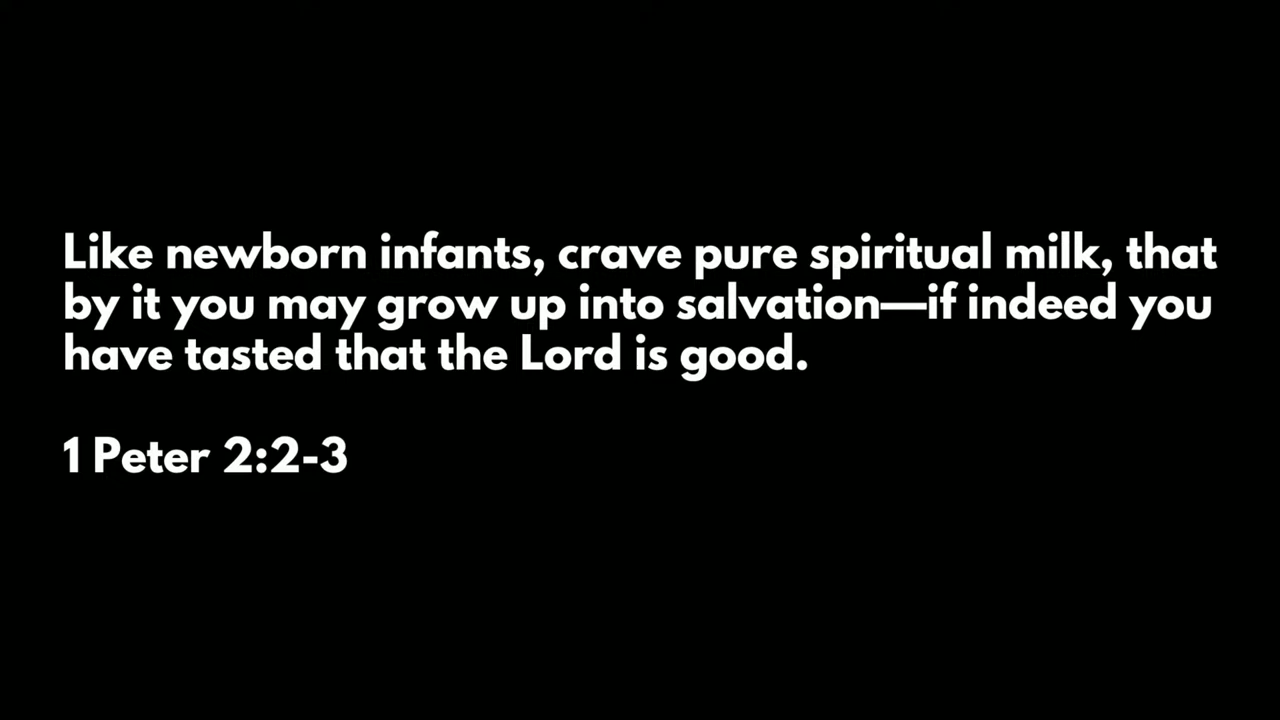 Like newborn infants, crave pure spiritual milk, that
by it you may grow up into salvation—if indeed you
have tasted that the Lord is good.
1 Peter 2:2-3